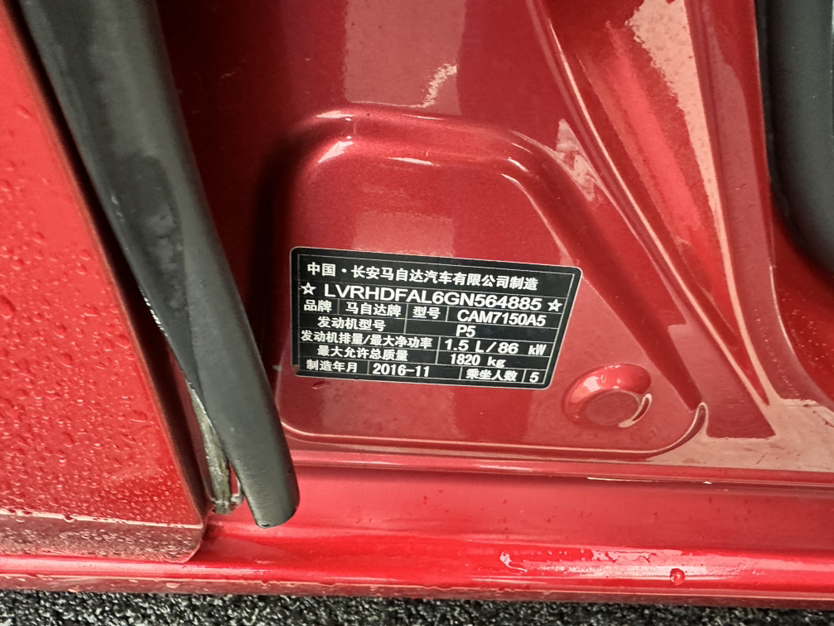 中国·长安马自达汽车有限公司制造
☆ LVRHDFAL6GN564885 ☆
品牌 马自达牌 型号 CAM7150A5
发动机型号 P5
发动机排量/最大净功率 1.5 L/86 kW
最大允许总质量 1820 kg
制造年月 2016-11 乘坐人数 5